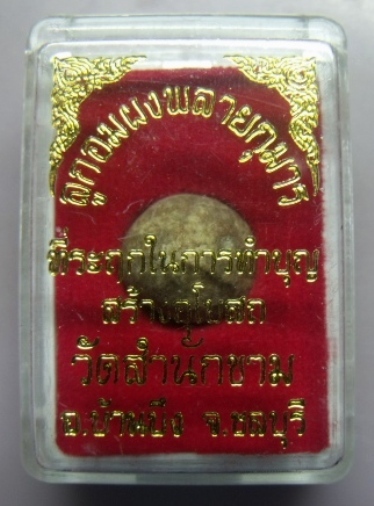 ลูกอมผงพลายกุมาร
ที่ระลึกในการทำบุญ
สร้างอุโบสถ
วัดสำนักขาม
อ.บ้านบึง จ.ชลบุรี